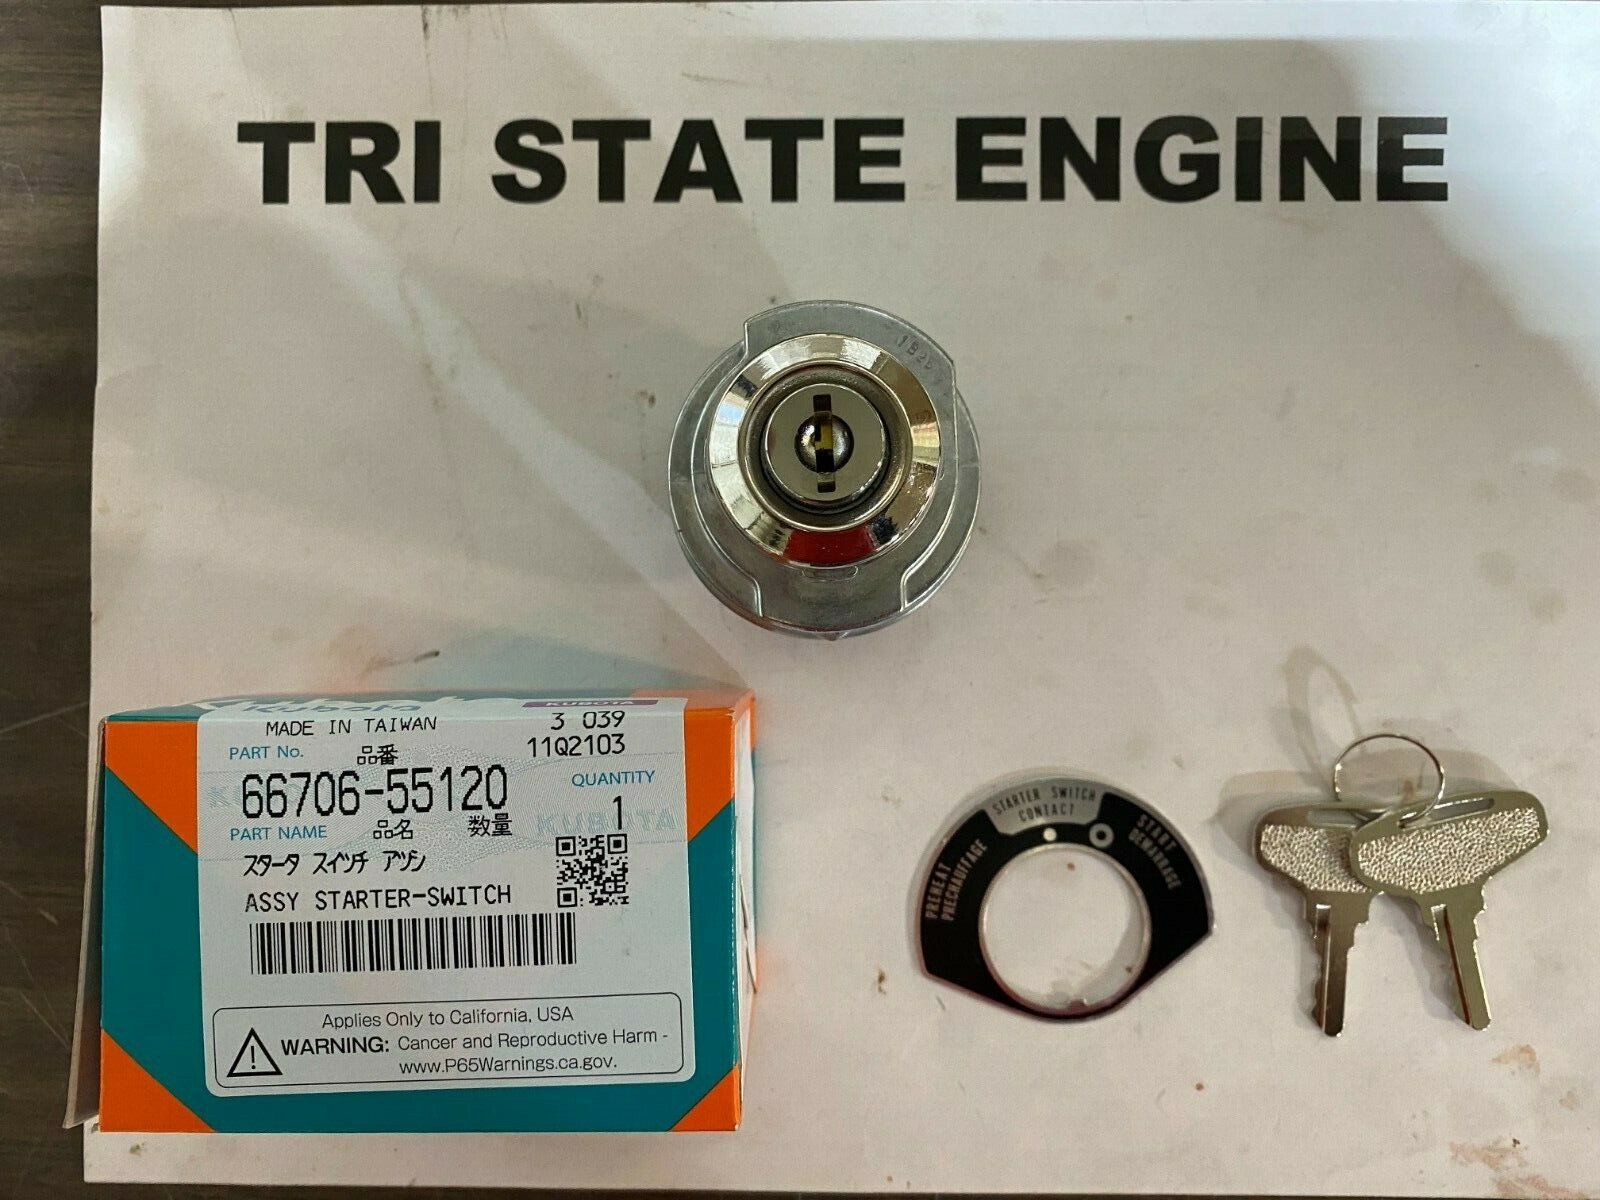 TRI STATE ENGINE
Kubota
KUBOTA
MADE IN TAIWAN
3 039
11Q2103
PART No. 品番
66706-55120
QUANTITY
1
PART NAME 品名 数量
スタータ スイッチ アッシ
ASSY STARTER-SWITCH
Applies Only to California, USA
WARNING: Cancer and Reproductive Harm -
www.P65Warnings.ca.gov.
STARTER SWITCH
CONTACT
PREHEAT
PRECHAUFFAGE
START
DEMARRAGE